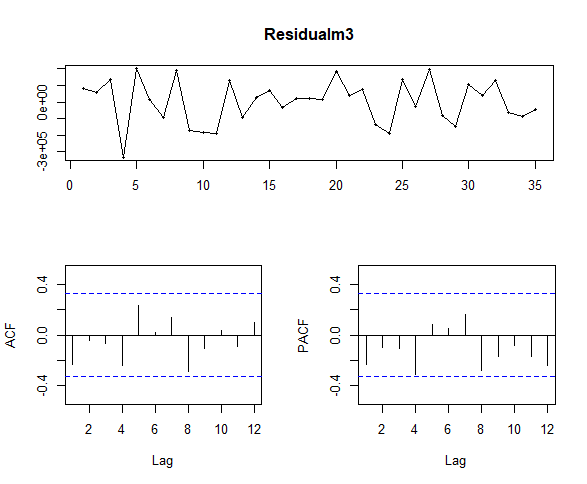 Residualm3
0e+00
-3e+05
0 5 10 15 20 25 30 35
0.4 0.4
0.0 0.0
-0.4 -0.4
ACF PACF
2 4 6 8 10 12 2 4 6 8 10 12
Lag Lag